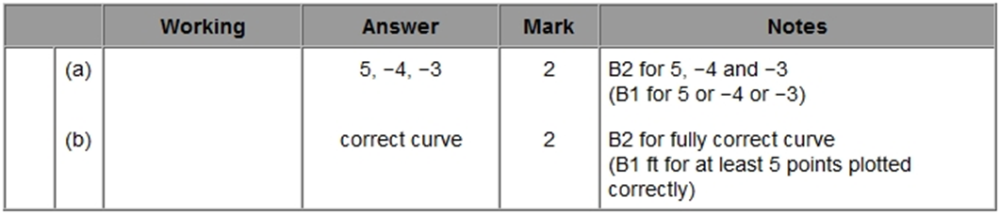 Working Answer Mark Notes
(a) 5, −4, −3 2 B2 for 5, −4 and −3
(B1 for 5 or −4 or −3)
(b) correct curve 2 B2 for fully correct curve
(B1 ft for at least 5 points plotted
correctly)